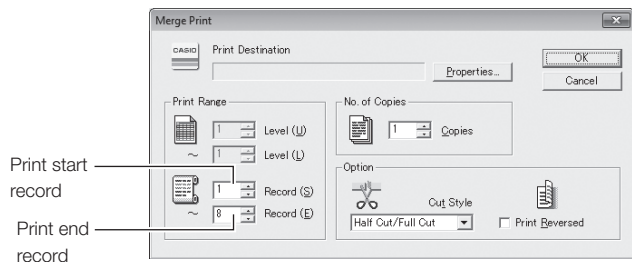 Merge Print
CASIO
Print Destination
Properties...
OK
Cancel
Print Range
1 Level (U)
~ 1 Level (L)
1 Record (S)
~ 8 Record (E)
No. of Copies
1 Copies
Option
Cut Style
Half Cut/Full Cut
Print Reversed
Print start
record
Print end
record